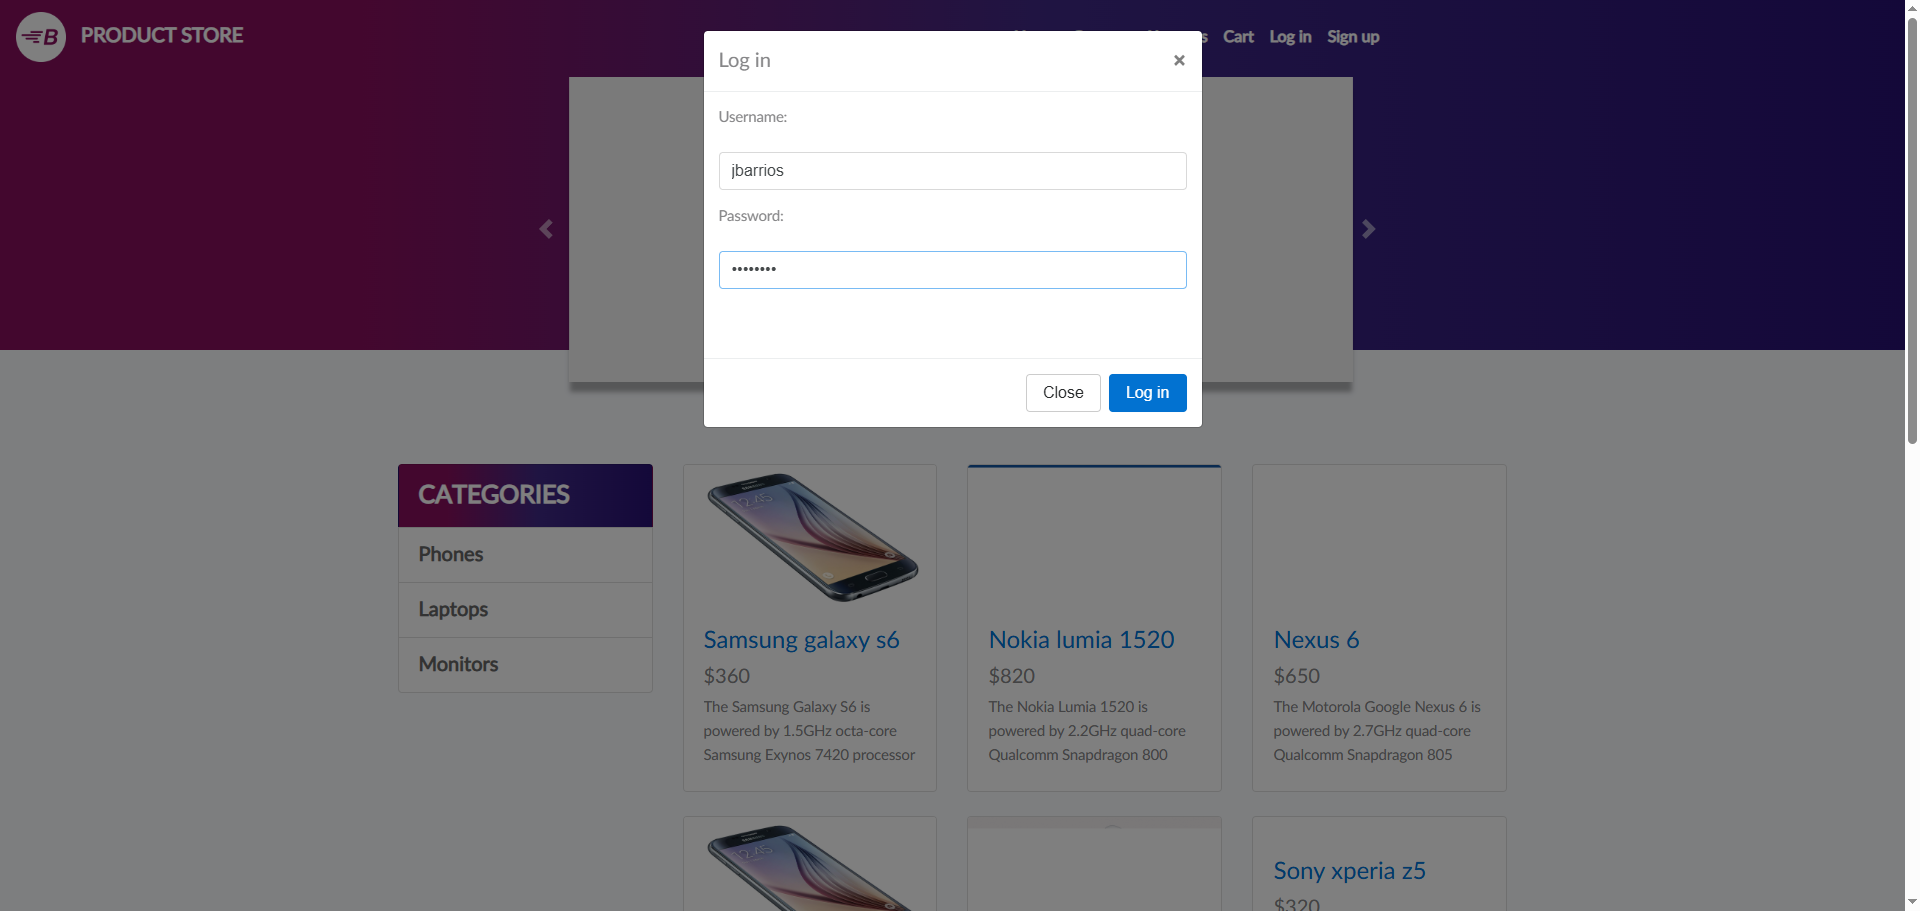 B PRODUCT STORE
s Cart Log in Sign up
Log in
×
Username:
jbarrios
Password:
••••••••
Close Log in
CATEGORIES
Phones
Laptops
Monitors
12:45
Samsung galaxy s6
$360
The Samsung Galaxy S6 is
powered by 1.5GHz octa-core
Samsung Exynos 7420 processor
Nokia lumia 1520
$820
The Nokia Lumia 1520 is
powered by 2.2GHz quad-core
Qualcomm Snapdragon 800
Nexus 6
$650
The Motorola Google Nexus 6 is
powered by 2.7GHz quad-core
Qualcomm Snapdragon 805
12:45
Sony xperia z5
$320